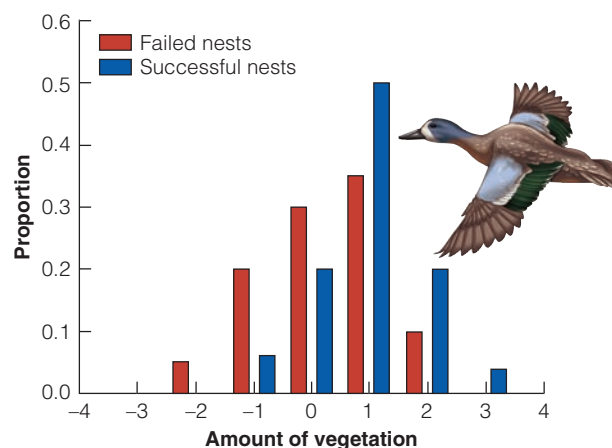 0.6
0.5
0.4
0.3
0.2
0.1
0.0
Proportion
Failed nests
Successful nests
–4 –3 –2 –1 0 1 2 3 4
Amount of vegetation